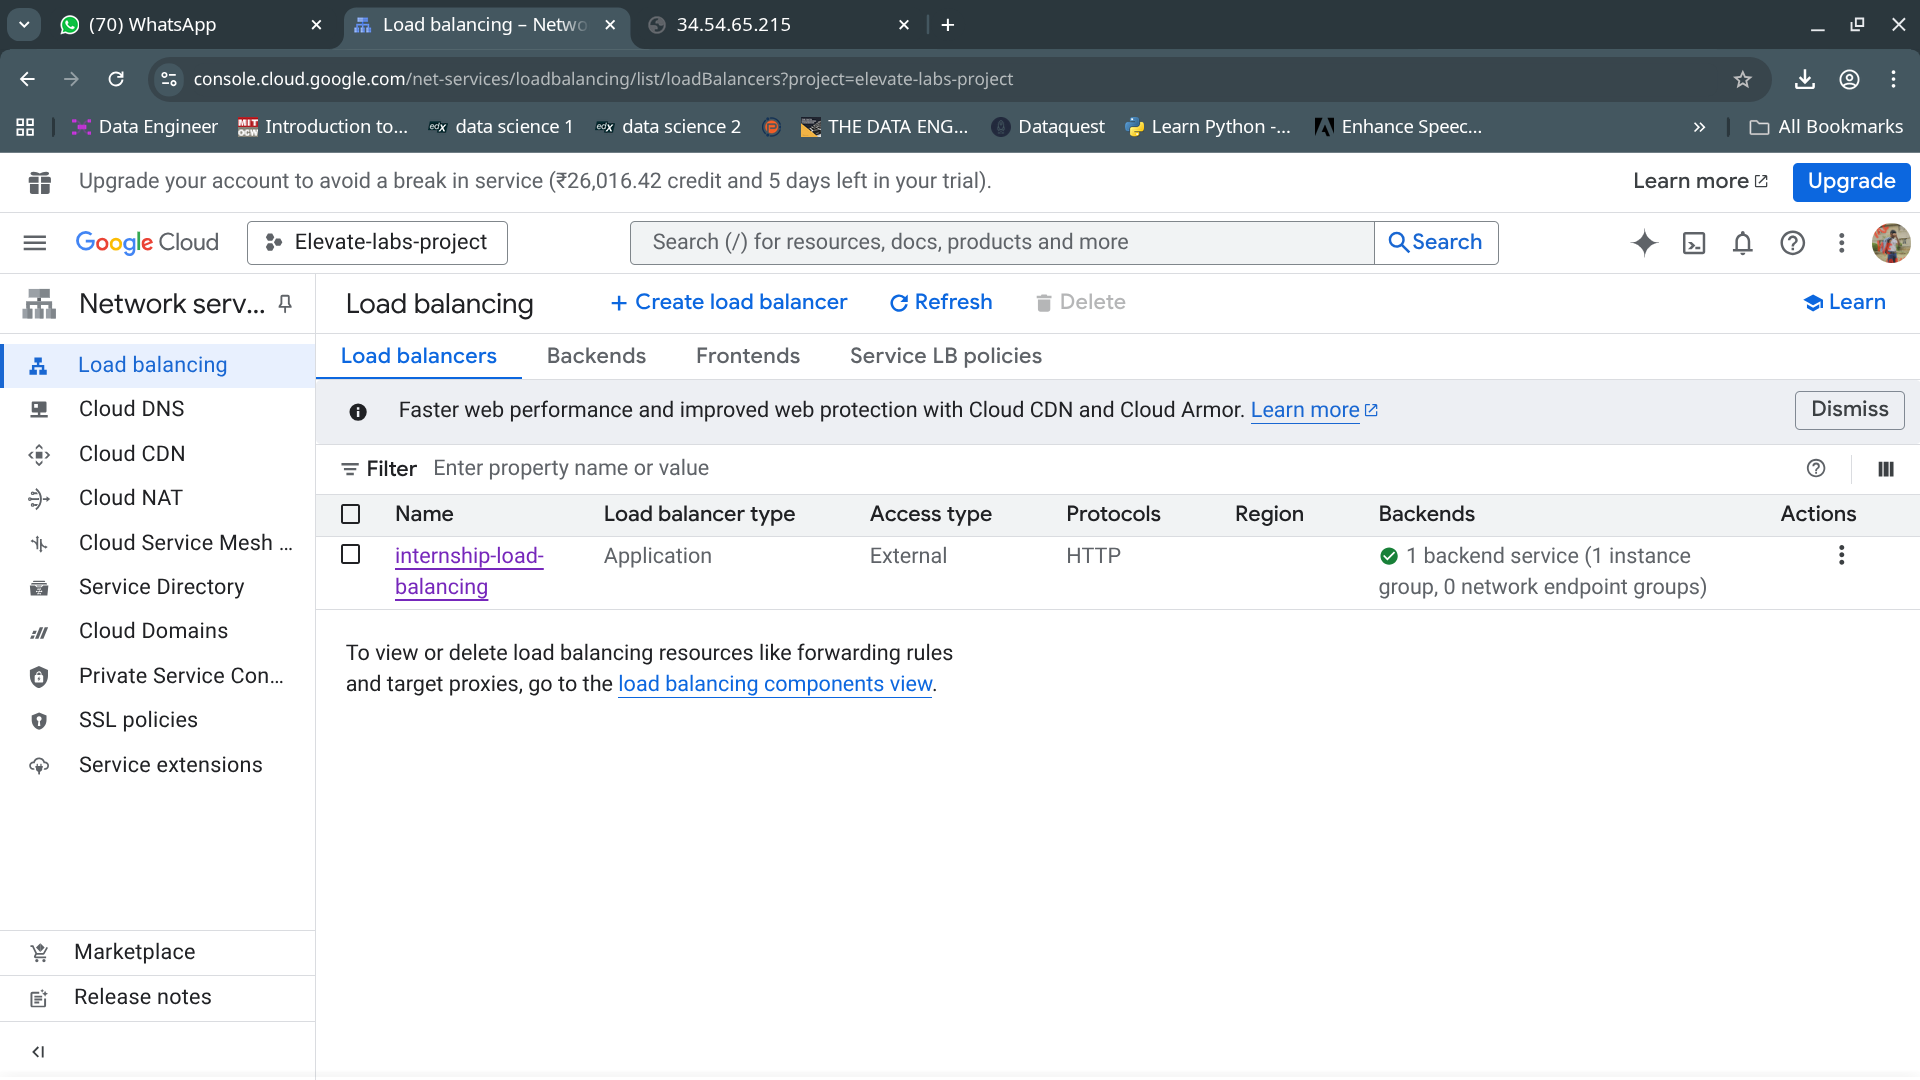 (70) WhatsApp
Load balancing – Netwo
34.54.65.215
console.cloud.google.com/net-services/loadbalancing/list/loadBalancers?project=elevate-labs-project
Data Engineer
MIT OCW
Introduction to...
edX
data science 1
edX
data science 2
THE DATA ENG...
Dataquest
Learn Python -...
Enhance Speec...
All Bookmarks
Upgrade your account to avoid a break in service (₹26,016.42 credit and 5 days left in your trial).
Learn more
Upgrade
Google Cloud
Elevate-labs-project
Search (/) for resources, docs, products and more
Search
Network serv...
Load balancing
Create load balancer
Refresh
Delete
Learn
Load balancing
Cloud DNS
Cloud CDN
Cloud NAT
Cloud Service Mesh ...
Service Directory
Cloud Domains
Private Service Con...
SSL policies
Service extensions
Marketplace
Release notes
Load balancers
Backends
Frontends
Service LB policies
Faster web performance and improved web protection with Cloud CDN and Cloud Armor. Learn more
Dismiss
Filter
Enter property name or value
Name
Load balancer type
Access type
Protocols
Region
Backends
Actions
internship-load-
balancing
Application
External
HTTP
1 backend service (1 instance
group, 0 network endpoint groups)
To view or delete load balancing resources like forwarding rules
and target proxies, go to the load balancing components view.